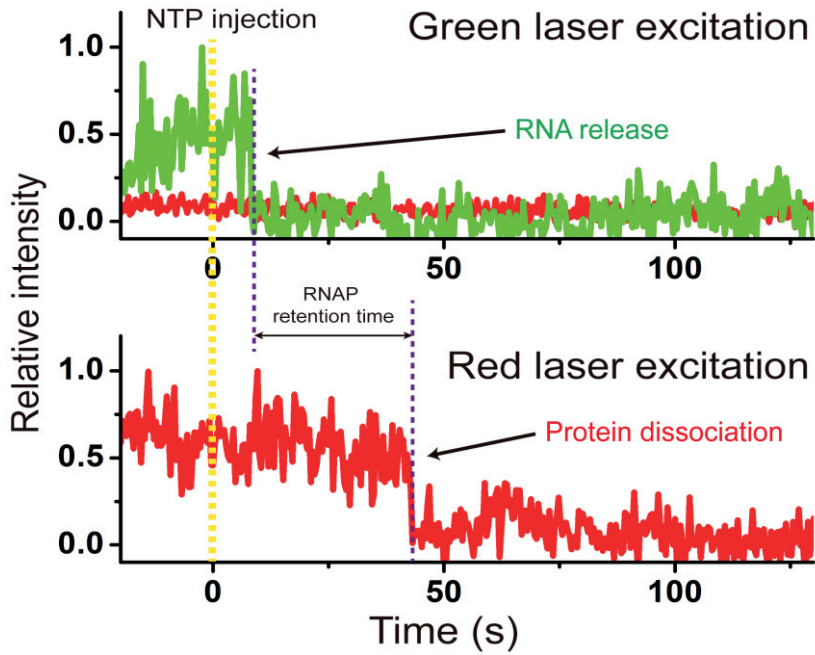 NTP injection
Green laser excitation
1.0
0.5
0.0
RNA release
0
50
100
Relative intensity
RNAP
retention time
Red laser excitation
1.0
0.5
0.0
Protein dissociation
0
50
100
Time (s)